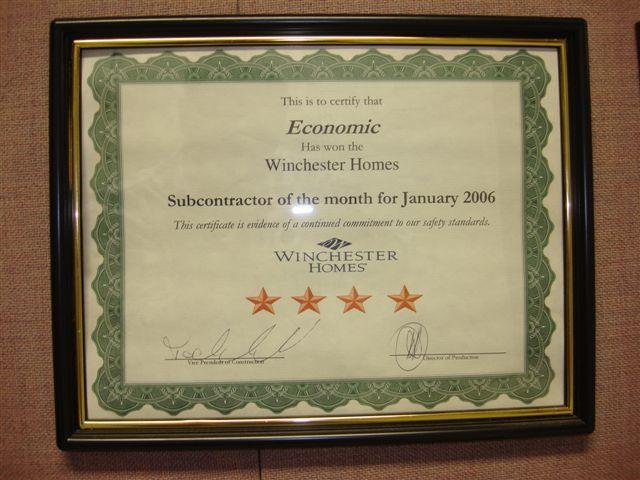 This is to certify that
Economic
Has won the
Winchester Homes
Subcontractor of the month for January 2006
This certificate is evidence of a continued commitment to our safety standards.
WINCHESTER
HOMES
Vice President of Construction
Director of Production